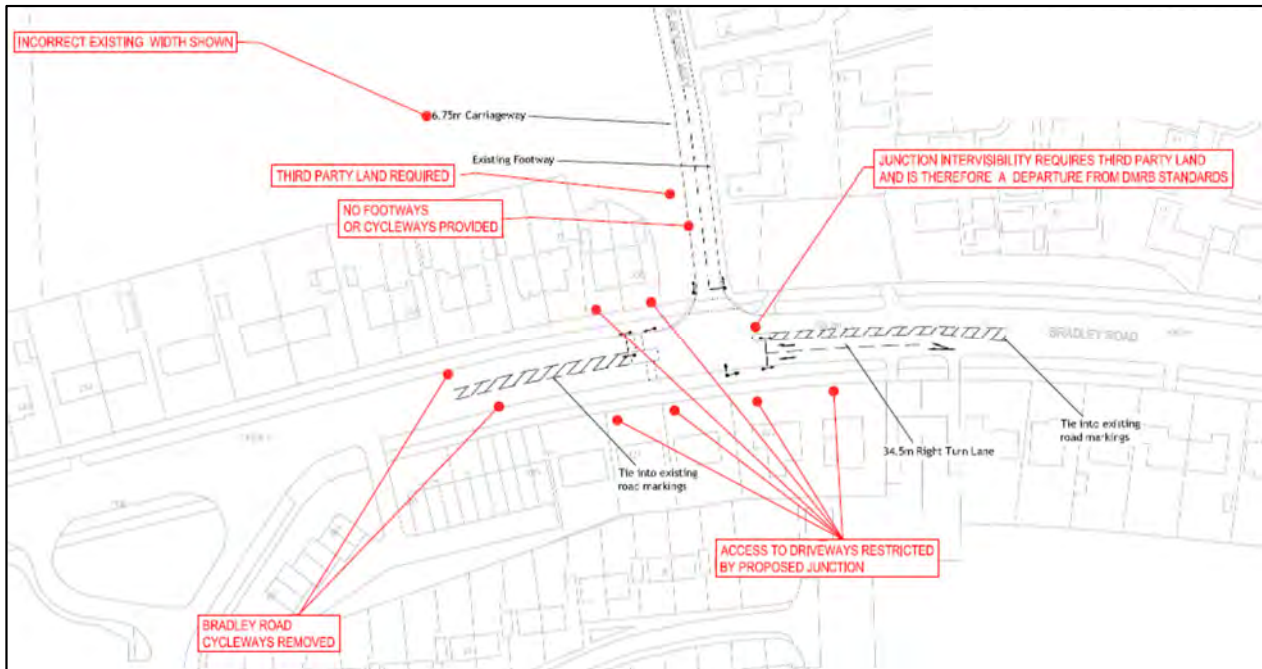 INCORRECT EXISTING WIDTH SHOWN
6.75m Carriageway
Existing Footway
THIRD PARTY LAND REQUIRED
NO FOOTWAYS
OR CYCLEWAYS PROVIDED
JUNCTION INTERVISIBILITY REQUIRES THIRD PARTY LAND
AND IS THEREFORE A DEPARTURE FROM DMRB STANDARDS
BRADLEY ROAD
Tie into existing
road markings
34.5m Right Turn Lane
Tie into existing
road markings
ACCESS TO DRIVEWAYS RESTRICTED
BY PROPOSED JUNCTION
BRADLEY ROAD
CYCLEWAYS REMOVED